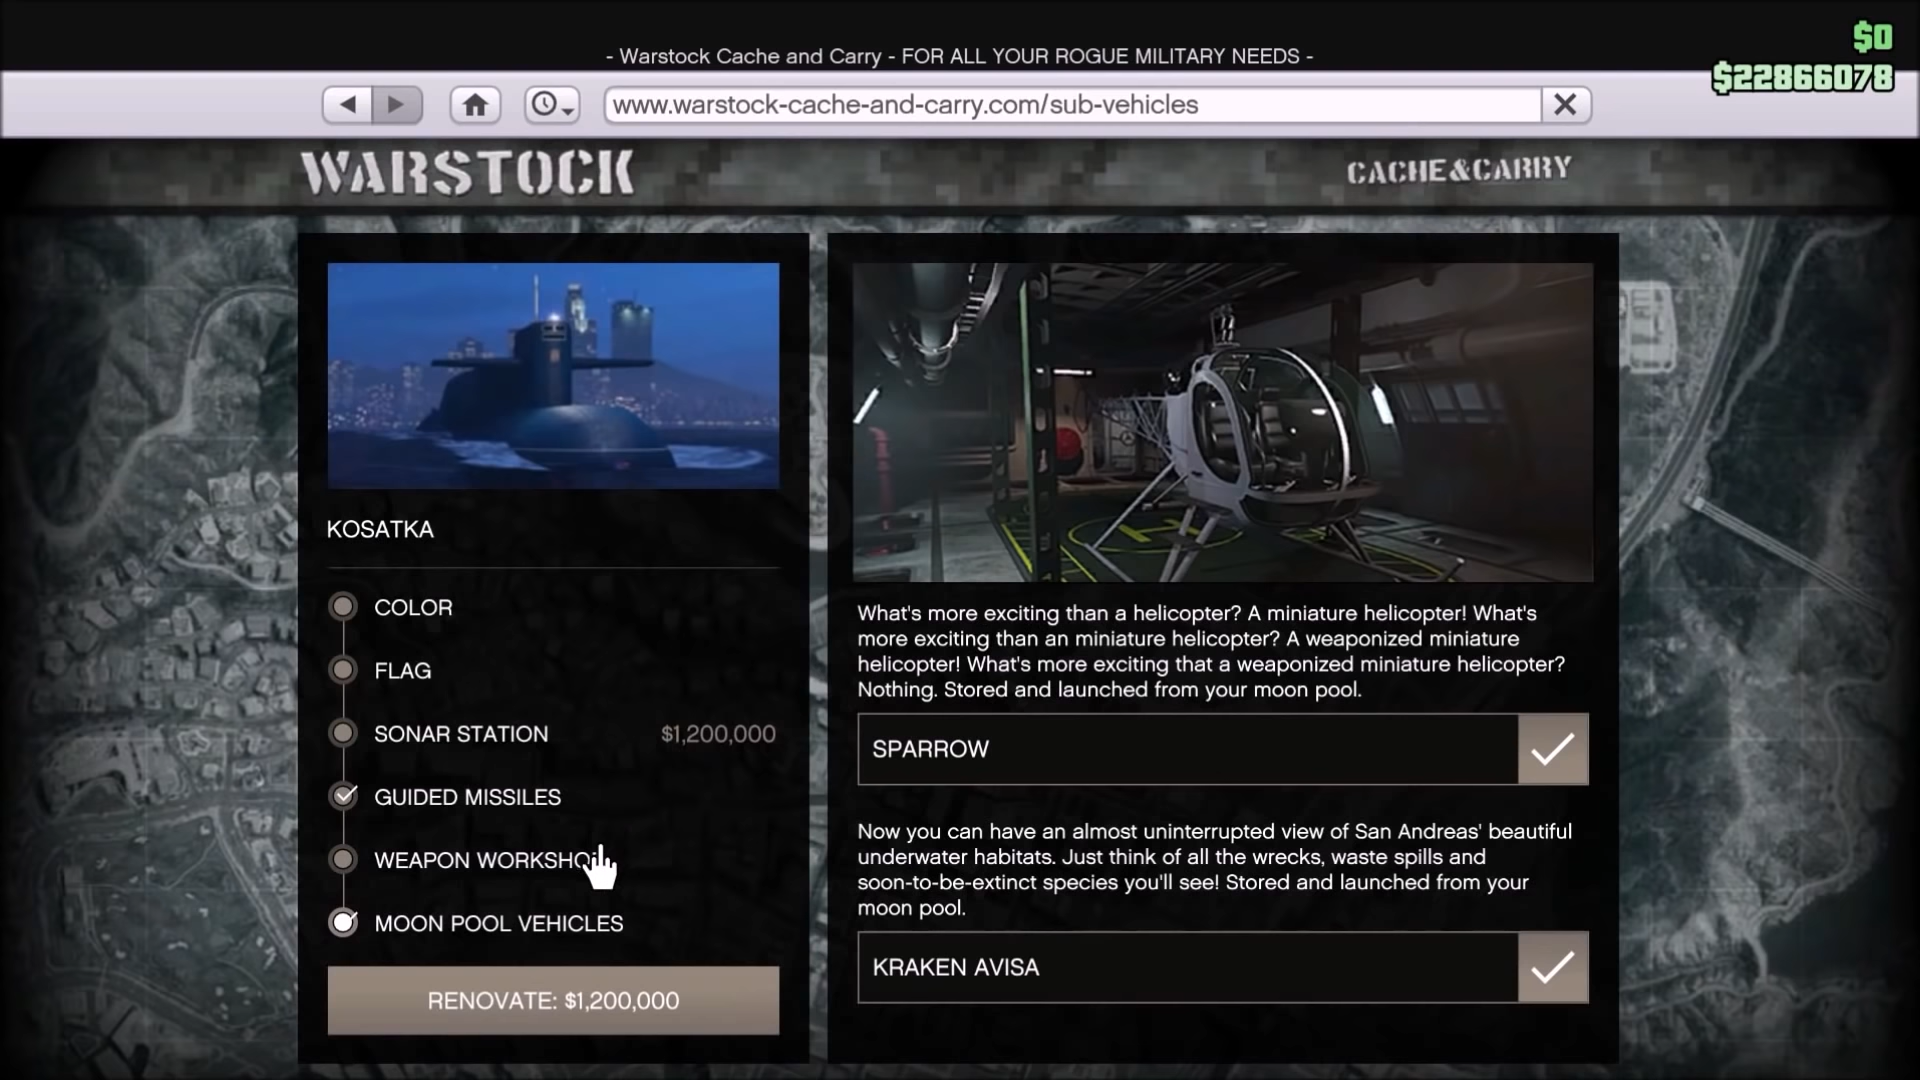 - Warstock Cache and Carry - FOR ALL YOUR ROGUE MILITARY NEEDS -
$0
$22866078
www.warstock-cache-and-carry.com/sub-vehicles
WARSTOCK
CACHE&CARRY
KOSATKA
COLOR
FLAG
SONAR STATION $1,200,000
GUIDED MISSILES
WEAPON WORKSHOP
MOON POOL VEHICLES
RENOVATE: $1,200,000
What's more exciting than a helicopter? A miniature helicopter! What's
more exciting than an miniature helicopter? A weaponized miniature
helicopter! What's more exciting that a weaponized miniature helicopter?
Nothing. Stored and launched from your moon pool.
SPARROW
Now you can have an almost uninterrupted view of San Andreas' beautiful
underwater habitats. Just think of all the wrecks, waste spills and
soon-to-be-extinct species you'll see! Stored and launched from your
moon pool.
KRAKEN AVISA